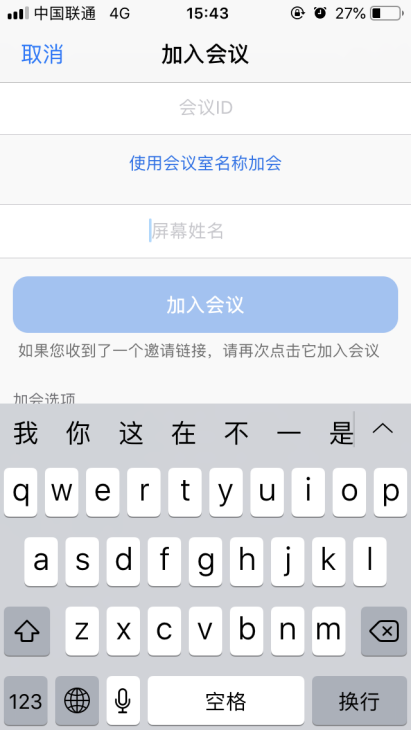 中国联通 4G 15:43 27%
取消 加入会议
会议ID
使用会议室名称加会
屏幕姓名
加入会议
如果您收到了一个邀请链接，请再次点击它加入会议
加会选项
我 你 这 在 不 一 是
q w e r t y u i o p
a s d f g h j k l
z x c v b n m
123 空格 换行